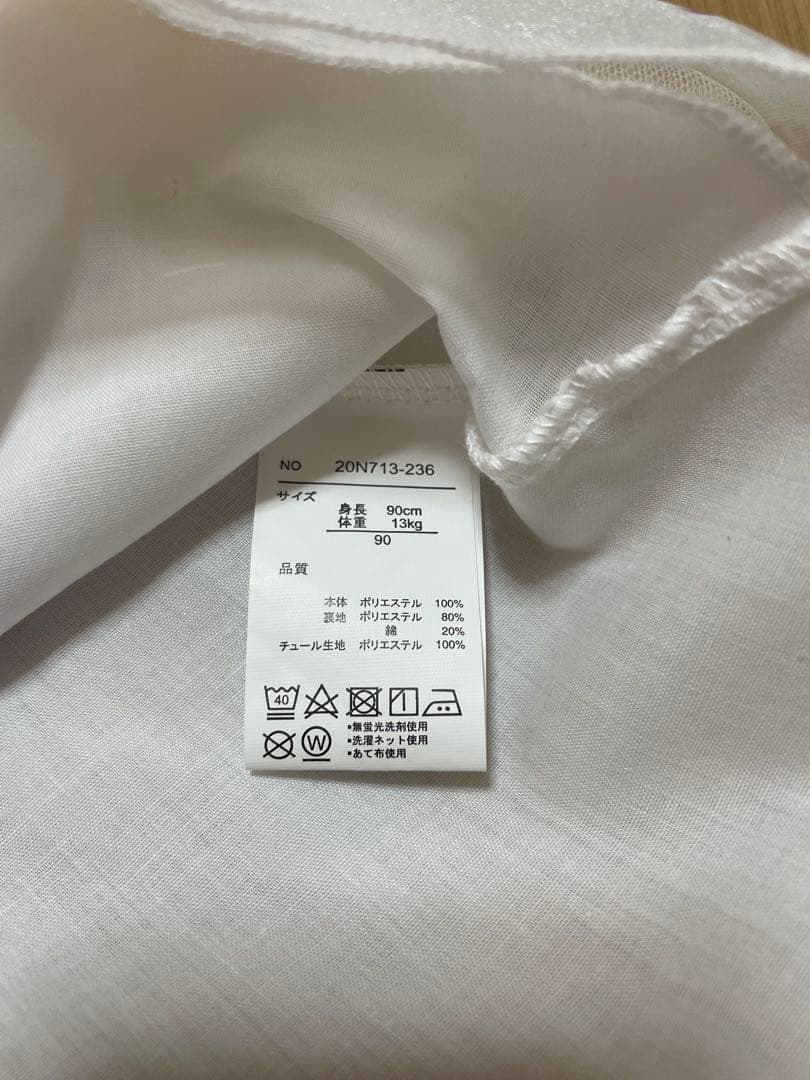 NO 20N713-236
サイズ
身長 90cm
体重 13kg
90
品質
本体 ポリエステル 100%
裏地 ポリエステル 80%
綿 20%
チュール生地 ポリエステル 100%
40
W
・無蛍光洗剤使用
・洗濯ネット使用
・あて布使用